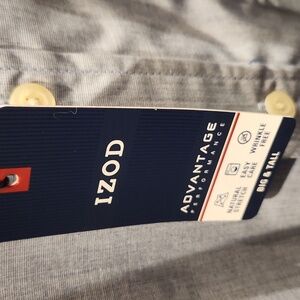 IZOD
ADVANTAGE
PERFORMANCE
NATURAL
STRETCH
EASY
CARE
WRINKLE
FREE
BIG & TALL